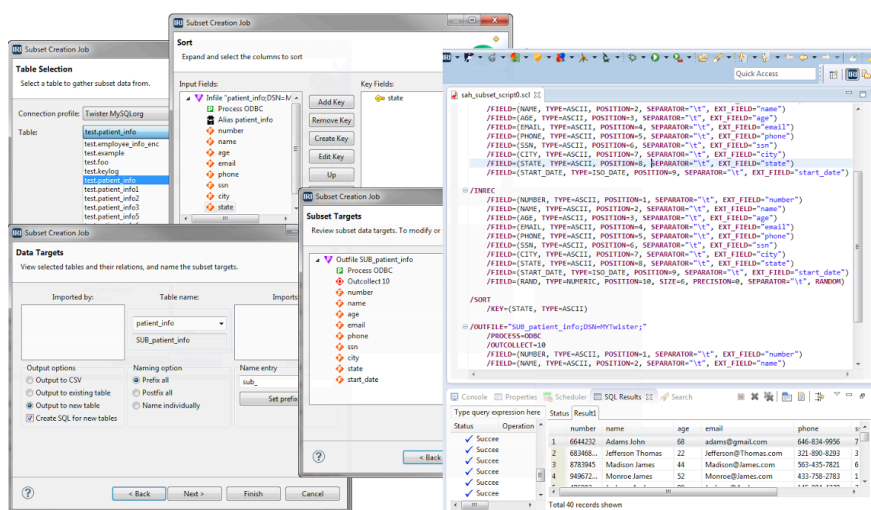 Subset Creation Job
Table Selection
Select a table to gather subset data from.
Connection profile: Twister MySQLorg
Table: test.patient_info
test.employee_info_enc
test.example
test.foo
test.keylog
test.patient_info
test.patient_info1
test.patient_info2
test.patient_info3
test.patient_info5
Subset Creation Job
Sort
Expand and select the columns to sort
Input Fields:
Infile "patient_info;DSN=M
Process ODBC
Alias patient_info
number
name
age
email
phone
ssn
city
state
Add Key
Remove Key
Create Key
Edit Key
Up
Key Fields:
state
Subset Creation Job
Data Targets
View selected tables and their relations, and name the subset targets.
Imported by:
Table name:
Imports
patient_info
SUB_patient_info
Output options
Output to CSV
Output to existing table
Output to new table
Create SQL for new tables
Naming option
Prefix all
Postfix all
Name individually
Name entry
sub_
Set prefix
< Back
Next >
Finish
Cancel
Subset Creation Job
Subset Targets
Review subset data targets. To modify or
Outfile SUB_patient_info
Process ODBC
Outcollect 10
number
name
age
email
phone
ssn
city
state
start_date
< Back
Quick Access
sah_subset_script0.scl
/FIELD=(NAME, TYPE=ASCII, POSITION=2, SEPARATOR="\t", EXT_FIELD="name")
/FIELD=(AGE, TYPE=ASCII, POSITION=3, SEPARATOR="\t", EXT_FIELD="age")
/FIELD=(EMAIL, TYPE=ASCII, POSITION=4, SEPARATOR="\t", EXT_FIELD="email")
/FIELD=(PHONE, TYPE=ASCII, POSITION=5, SEPARATOR="\t", EXT_FIELD="phone")
/FIELD=(SSN, TYPE=ASCII, POSITION=6, SEPARATOR="\t", EXT_FIELD="ssn")
/FIELD=(CITY, TYPE=ASCII, POSITION=7, SEPARATOR="\t", EXT_FIELD="city")
/FIELD=(STATE, TYPE=ASCII, POSITION=8, SEPARATOR="\t", EXT_FIELD="state")
/FIELD=(START_DATE, TYPE=ISO_DATE, POSITION=9, SEPARATOR="\t", EXT_FIELD="start_date")
/INREC
/FIELD=(NUMBER, TYPE=ASCII, POSITION=1, SEPARATOR="\t", EXT_FIELD="number")
/FIELD=(NAME, TYPE=ASCII, POSITION=2, SEPARATOR="\t", EXT_FIELD="name")
/FIELD=(AGE, TYPE=ASCII, POSITION=3, SEPARATOR="\t", EXT_FIELD="age")
/FIELD=(EMAIL, TYPE=ASCII, POSITION=4, SEPARATOR="\t", EXT_FIELD="email")
/FIELD=(PHONE, TYPE=ASCII, POSITION=5, SEPARATOR="\t", EXT_FIELD="phone")
/FIELD=(SSN, TYPE=ASCII, POSITION=6, SEPARATOR="\t", EXT_FIELD="ssn")
/FIELD=(CITY, TYPE=ASCII, POSITION=7, SEPARATOR="\t", EXT_FIELD="city")
/FIELD=(STATE, TYPE=ASCII, POSITION=8, SEPARATOR="\t", EXT_FIELD="state")
/FIELD=(START_DATE, TYPE=ISO_DATE, POSITION=9, SEPARATOR="\t", EXT_FIELD="start_date")
/FIELD=(RAND, TYPE=NUMERIC, POSITION=10, SIZE=6, PRECISION=0, SEPARATOR="\t", RANDOM)
/SORT
/KEY=(STATE, TYPE=ASCII)
/OUTFILE="SUB_patient_info;DSN=MYTwister;"
/PROCESS=ODBC
/OUTCOLLECT=10
/FIELD=(NUMBER, TYPE=ASCII, POSITION=1, SEPARATOR="\t", EXT_FIELD="number")
/FIELD=(NAME, TYPE=ASCII, POSITION=2, SEPARATOR="\t", EXT_FIELD="name")
Console Properties Scheduler SQL Results Search
Type query expression here
Status Operation
Succee
Succee
Succee
Succee
Succee
Status Result1
number name age email phone
1 6644232 Adams John 68 adams@gmail.com 646-834-9956 7
2 683468... Jefferson Thomas 22 Jefferson@Thomas.com 321-890-8293 3
3 8783945 Madison James 44 Madison@James.com 563-435-7821 6
4 949672... Monroe James 52 Monroe@James.com 433-758-2783 1
Total 40 records shown